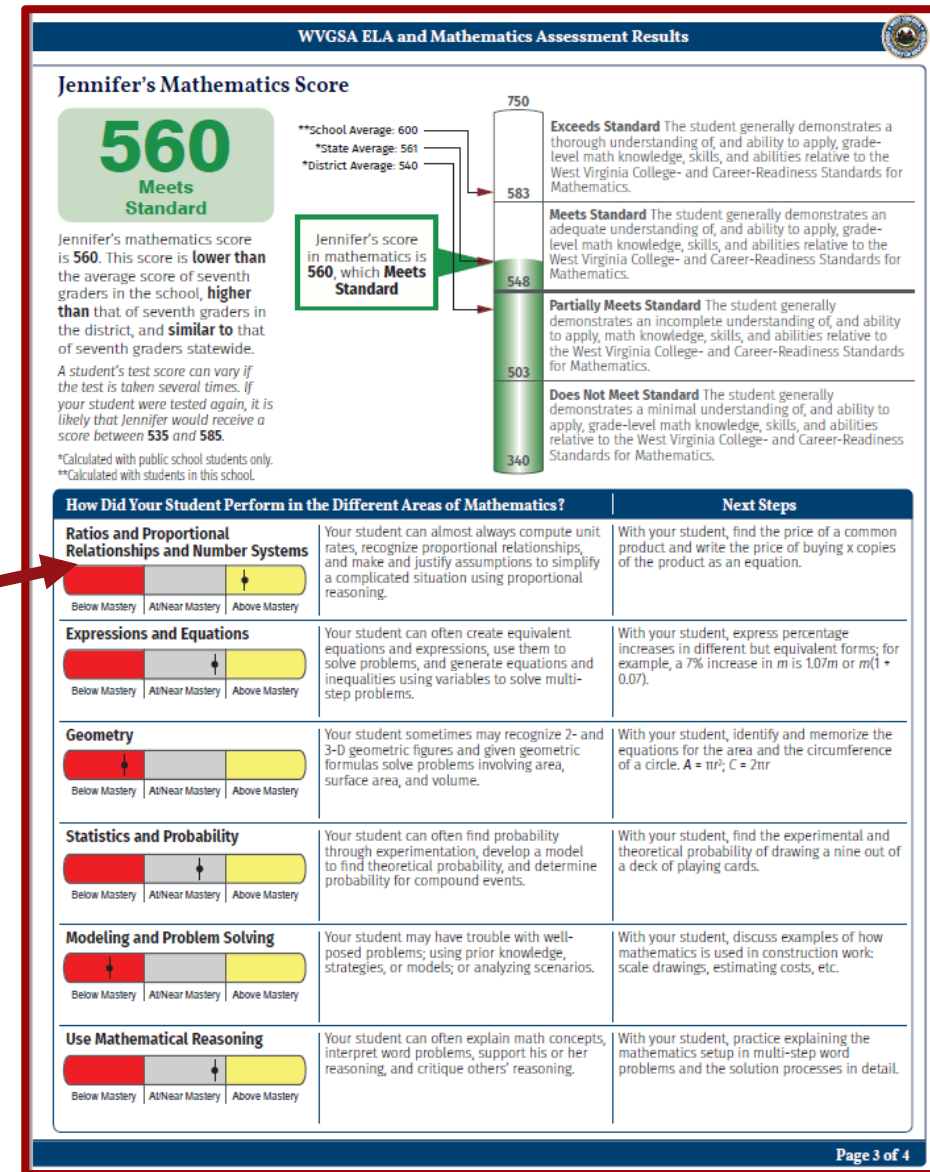 WVGSA ELA and Mathematics Assessment Results
Jennifer's Mathematics Score
560
Meets
Standard
Jennifer's mathematics score
is 560. This score is lower than
the average score of seventh
graders in the school, higher
than that of seventh graders in
the district, and similar to that
of seventh graders statewide.
A student's test score can vary if
the test is taken several times. If
your student were tested again, it is
likely that Jennifer would receive a
score between 535 and 585.
*Calculated with public school students only.
**Calculated with students in this school.
**School Average: 600
*State Average: 561
*District Average: 540
Jennifer's score
in mathematics is
560, which Meets
Standard
750
583
548
503
340
Exceeds Standard The student generally demonstrates a
thorough understanding of, and ability to apply, grade-
level math knowledge, skills, and abilities relative to the
West Virginia College- and Career-Readiness Standards for
Mathematics.
Meets Standard The student generally demonstrates an
adequate understanding of, and ability to apply, grade-
level math knowledge, skills, and abilities relative to the
West Virginia College- and Career-Readiness Standards for
Mathematics.
Partially Meets Standard The student generally
demonstrates an incomplete understanding of, and ability
to apply, math knowledge, skills, and abilities relative to
the West Virginia College- and Career-Readiness Standards
for Mathematics.
Does Not Meet Standard The student generally
demonstrates a minimal understanding of, and ability to
apply, grade-level math knowledge, skills, and abilities
relative to the West Virginia College- and Career-Readiness
Standards for Mathematics.
How Did Your Student Perform in the Different Areas of Mathematics?
Next Steps
Ratios and Proportional
Relationships and Number Systems
Below Mastery At/Near Mastery Above Mastery
Your student can almost always compute unit
rates, recognize proportional relationships,
and make and justify assumptions to simplify
a complicated situation using proportional
reasoning.
With your student, find the price of a common
product and write the price of buying x copies
of the product as an equation.
Expressions and Equations
Below Mastery At/Near Mastery Above Mastery
Your student can often create equivalent
equations and expressions, use them to
solve problems, and generate equations and
inequalities using variables to solve multi-
step problems.
With your student, express percentage
increases in different but equivalent forms; for
example, a 7% increase in m is 1.07m or m(1 +
0.07).
Geometry
Below Mastery At/Near Mastery Above Mastery
Your student sometimes may recognize 2- and
3-D geometric figures and given geometric
formulas solve problems involving area,
surface area, and volume.
With your student, identify and memorize the
equations for the area and the circumference
of a circle. A = πr²; C = 2πr
Statistics and Probability
Below Mastery At/Near Mastery Above Mastery
Your student can often find probability
through experimentation, develop a model
to find theoretical probability, and determine
probability for compound events.
With your student, find the experimental and
theoretical probability of drawing a nine out of
a deck of playing cards.
Modeling and Problem Solving
Below Mastery At/Near Mastery Above Mastery
Your student may have trouble with well-
posed problems; using prior knowledge,
strategies, or models; or analyzing scenarios.
With your student, discuss examples of how
mathematics is used in construction work:
scale drawings, estimating costs, etc.
Use Mathematical Reasoning
Below Mastery At/Near Mastery Above Mastery
Your student can often explain math concepts,
interpret word problems, support his or her
reasoning, and critique others' reasoning.
With your student, practice explaining the
mathematics setup in multi-step word
problems and the solution processes in detail.
Page 3 of 4